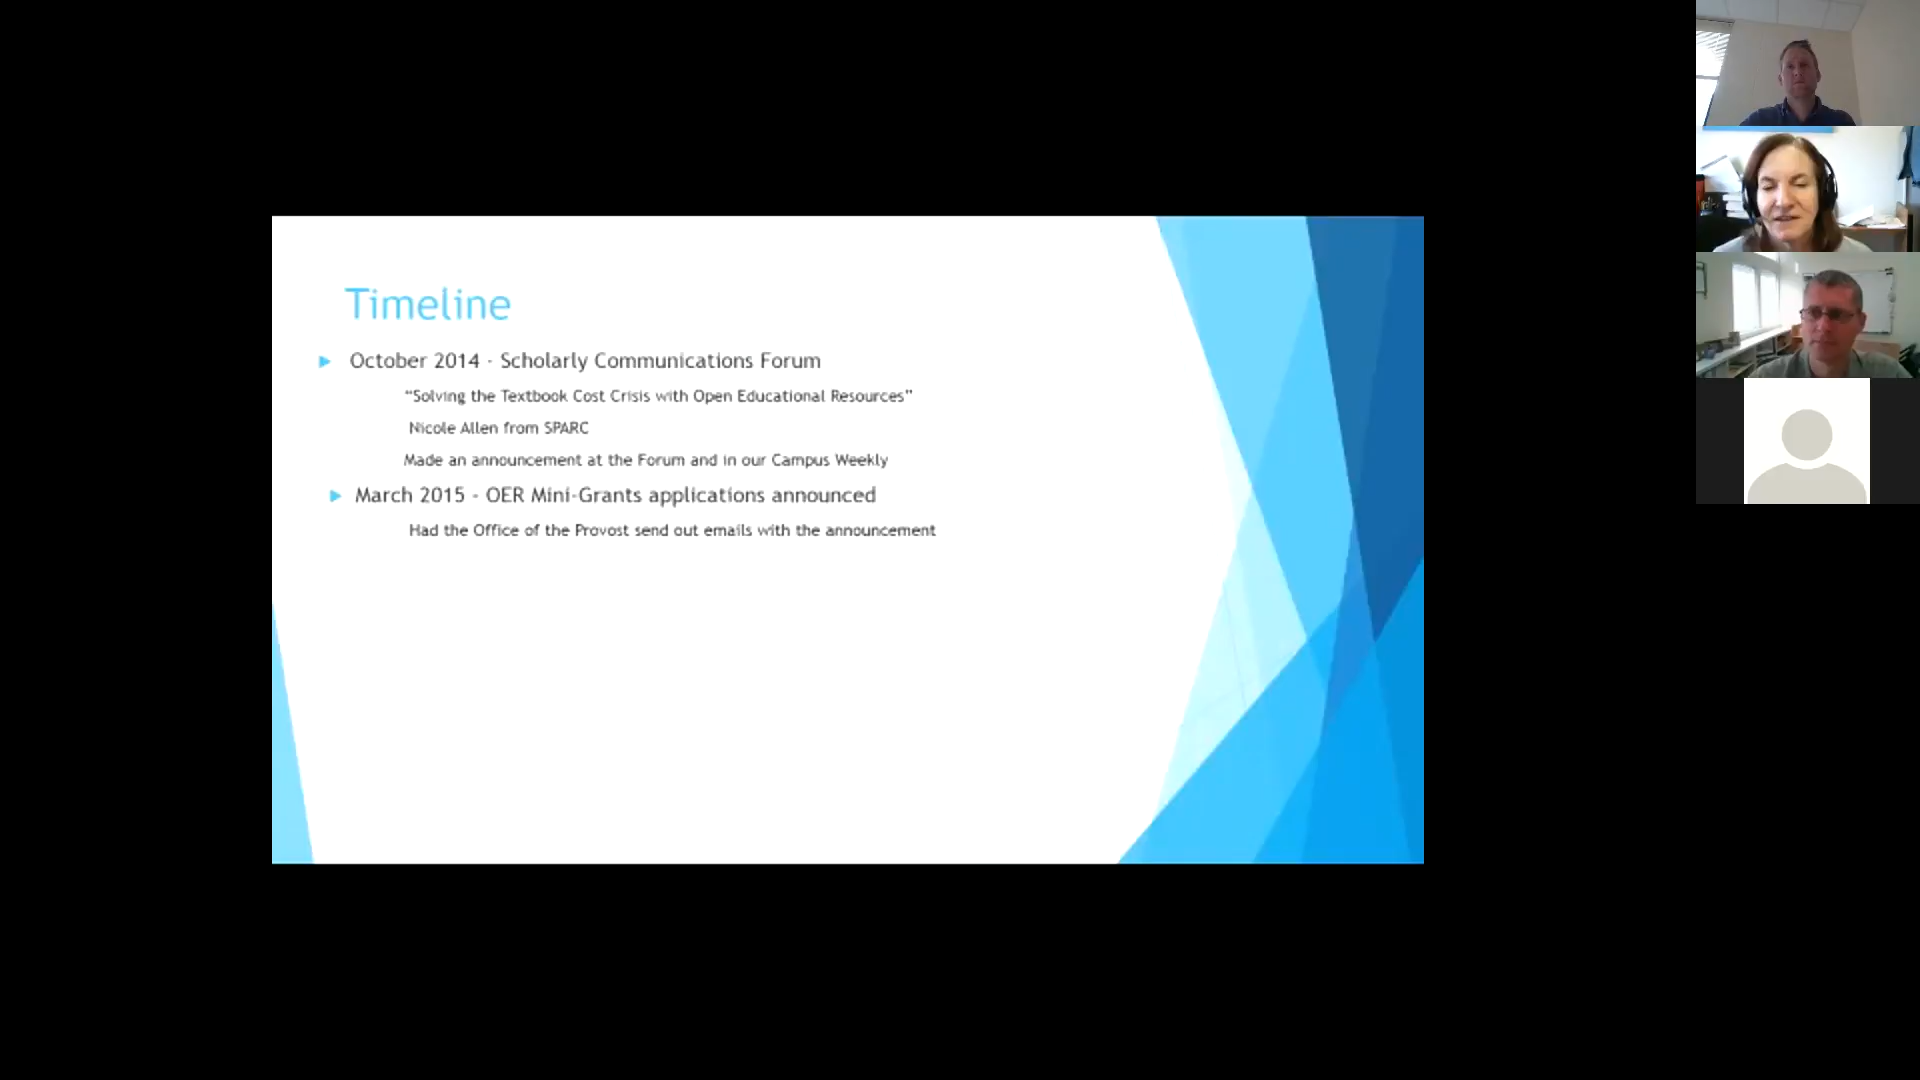 Timeline
October 2014 - Scholarly Communications Forum
“Solving the Textbook Cost Crisis with Open Educational Resources”
Nicole Allen from SPARC
Made an announcement at the Forum and in our Campus Weekly
March 2015 - OER Mini-Grants applications announced
Had the Office of the Provost send out emails with the announcement